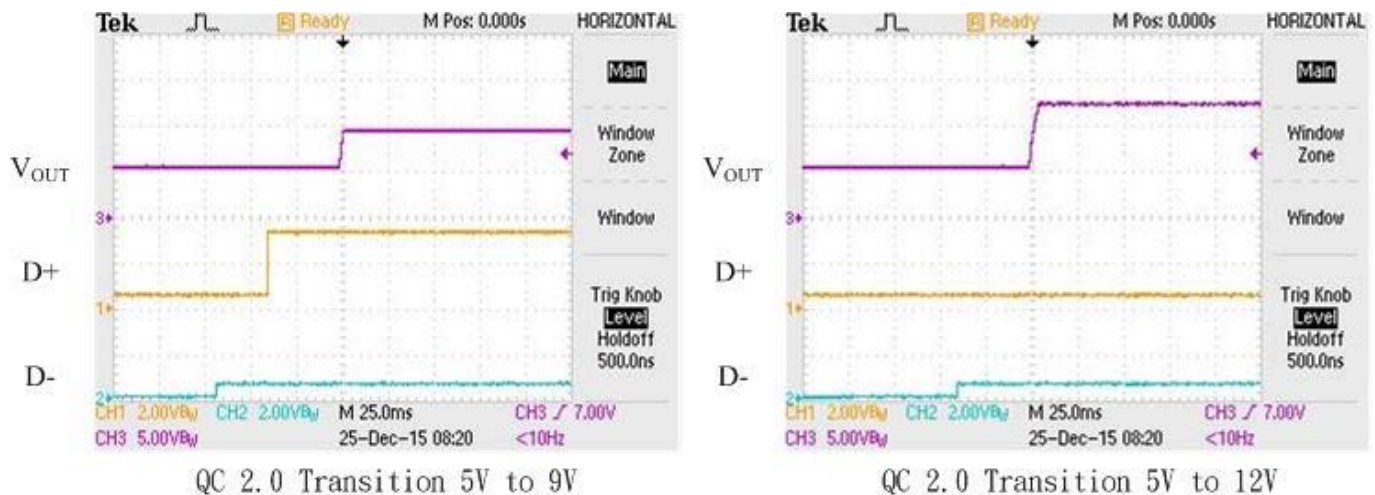 Tek R Ready M Pos: 0.000s HORIZONTAL
Main
Window
Zone
VOUT
3
Window
D+
1
Trig Knob
Level
Holdoff
500.0ns
D-
2
CH1 2.00VBW CH2 2.00VBW M 25.0ms CH3 7.00V
CH3 5.00VBW 25-Dec-15 08:20 <10Hz
QC 2.0 Transition 5V to 9V
Tek R Ready M Pos: 0.000s HORIZONTAL
Main
Window
Zone
VOUT
3
Window
D+
1
Trig Knob
Level
Holdoff
500.0ns
D-
2
CH1 2.00VBW CH2 2.00VBW M 25.0ms CH3 7.00V
CH3 5.00VBW 25-Dec-15 08:20 <10Hz
QC 2.0 Transition 5V to 12V